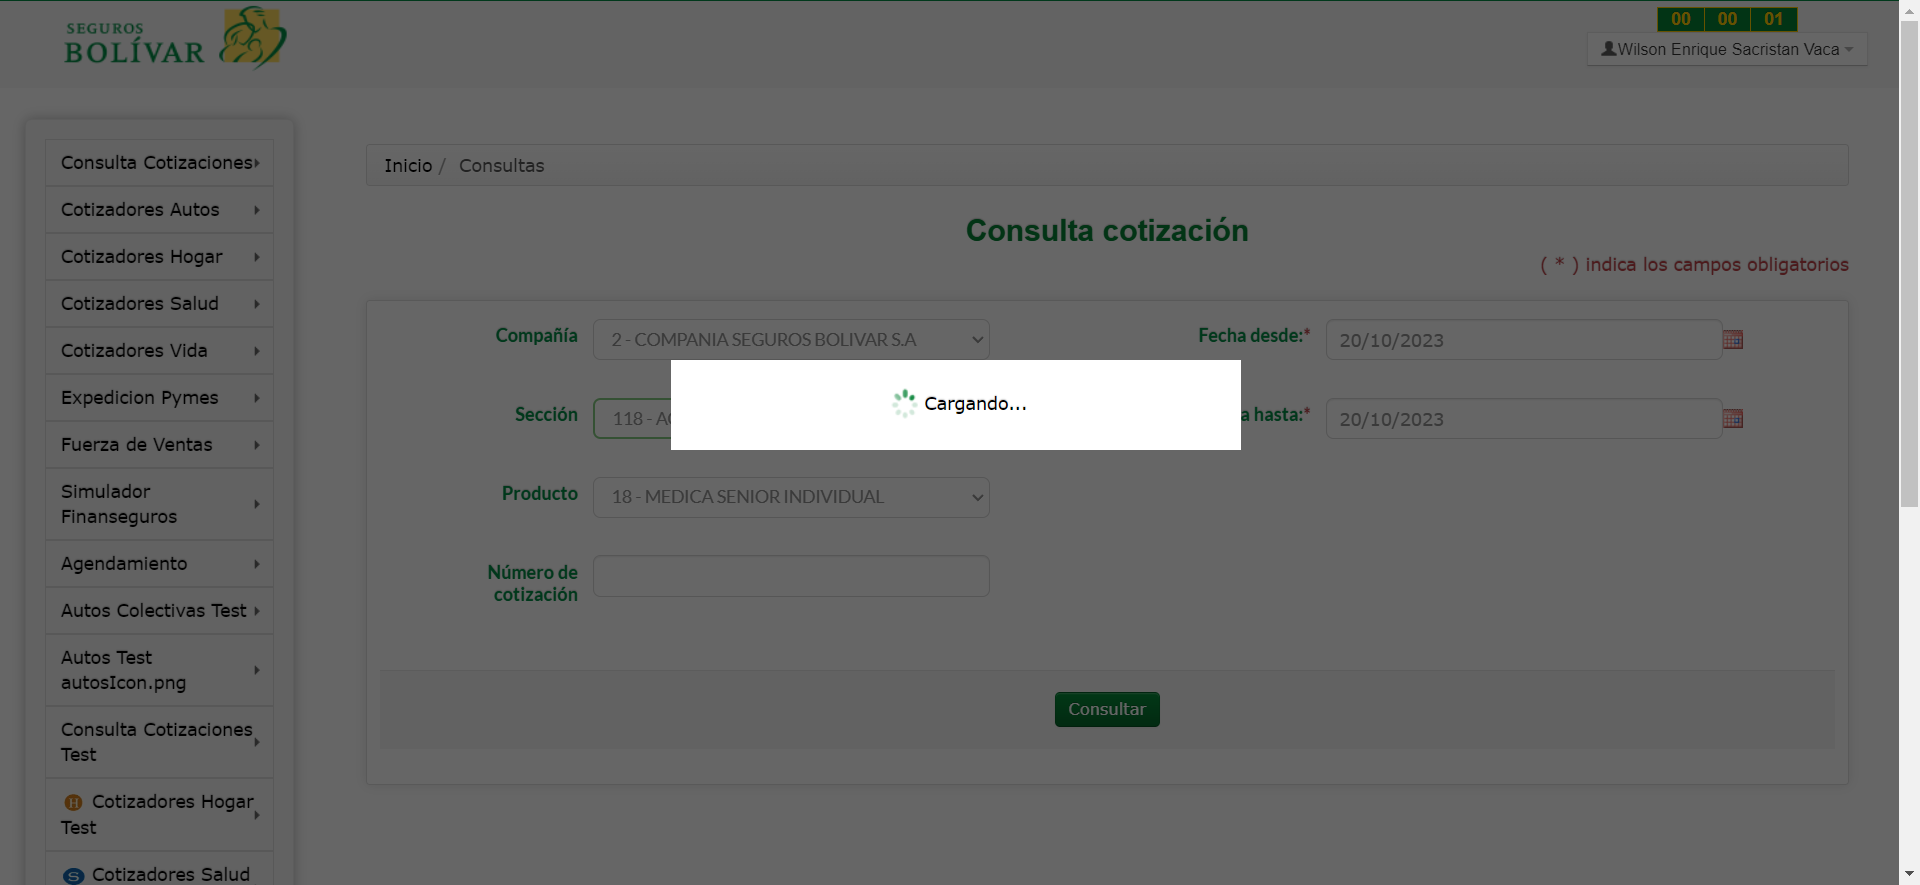 SEGUROS
BOLÍVAR
00 00 01
Wilson Enrique Sacristan Vaca
Consulta Cotizaciones
Cotizadores Autos
Cotizadores Hogar
Cotizadores Salud
Cotizadores Vida
Expedicion Pymes
Fuerza de Ventas
Simulador
Finanseguros
Agendamiento
Autos Colectivas Test
Autos Test
autosIcon.png
Consulta Cotizaciones
Test
H Cotizadores Hogar
Test
S Cotizadores Salud
Inicio / Consultas
Consulta cotización
( * ) indica los campos obligatorios
Compañía 2 - COMPANIA SEGUROS BOLIVAR S.A Fecha desde:* 20/10/2023
Cargando...
Sección 118 - a hasta:* 20/10/2023
Producto 18 - MEDICA SENIOR INDIVIDUAL
Número de
cotización
Consultar